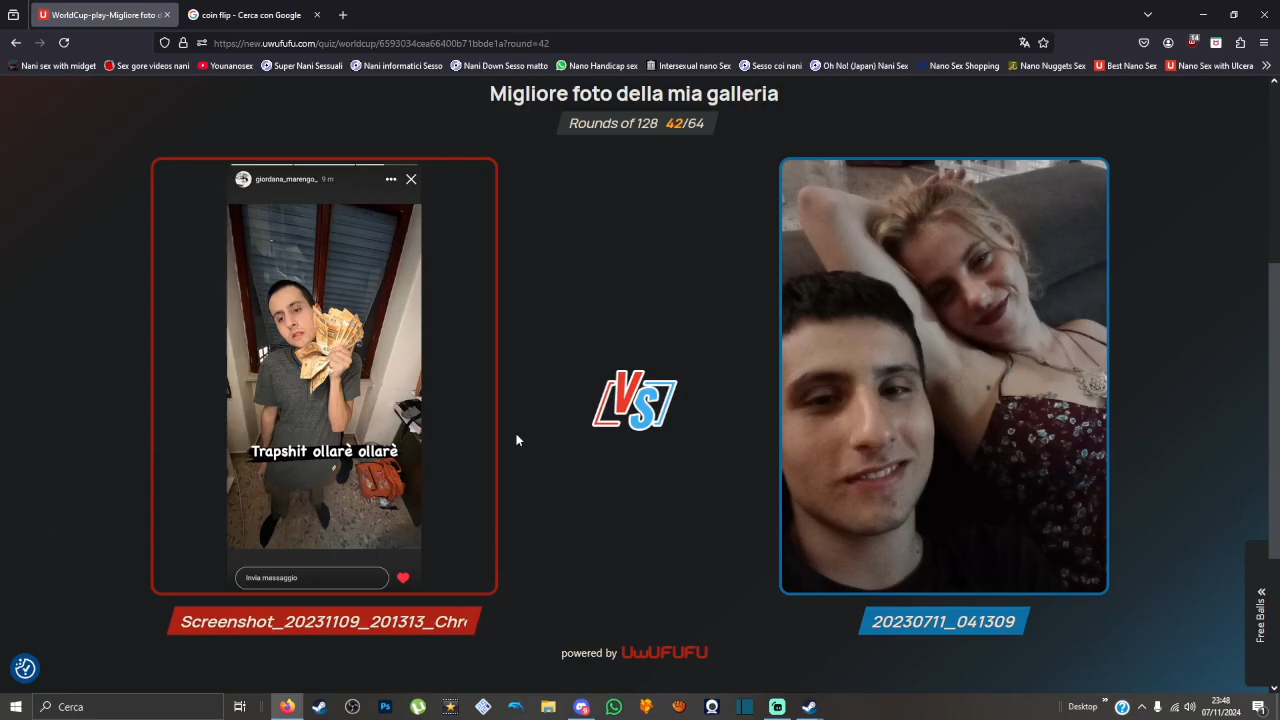 WorldCup-play-Migliore foto d
coin flip - Cerca con Google
https://new.uwufufu.com/quiz/worldcup/6593034cea66400b71bbde1a?round=42
14
Nani sex with midget
Sex gore videos nani
Younanosex
Super Nani Sessuali
Nani informatici Sesso
Nani Down Sesso matto
Nano Handicap sex
Intersexual nano Sex
Sesso coi nani
Oh No! (Japan) Nani Sex
Nano Sex Shopping
Nano Nuggets Sex
Best Nano Sex
Nano Sex with Ulcera
Migliore foto della mia galleria
Rounds of 128 42/64
giordana_marengo_ 9 m
Trapshit ollarè ollarè
Invia messaggio
VS
Screenshot_20231109_201313_Chro
20230711_041309
powered by UwUFUFU
Free Balls
Cerca
Desktop
23:48
07/11/2024